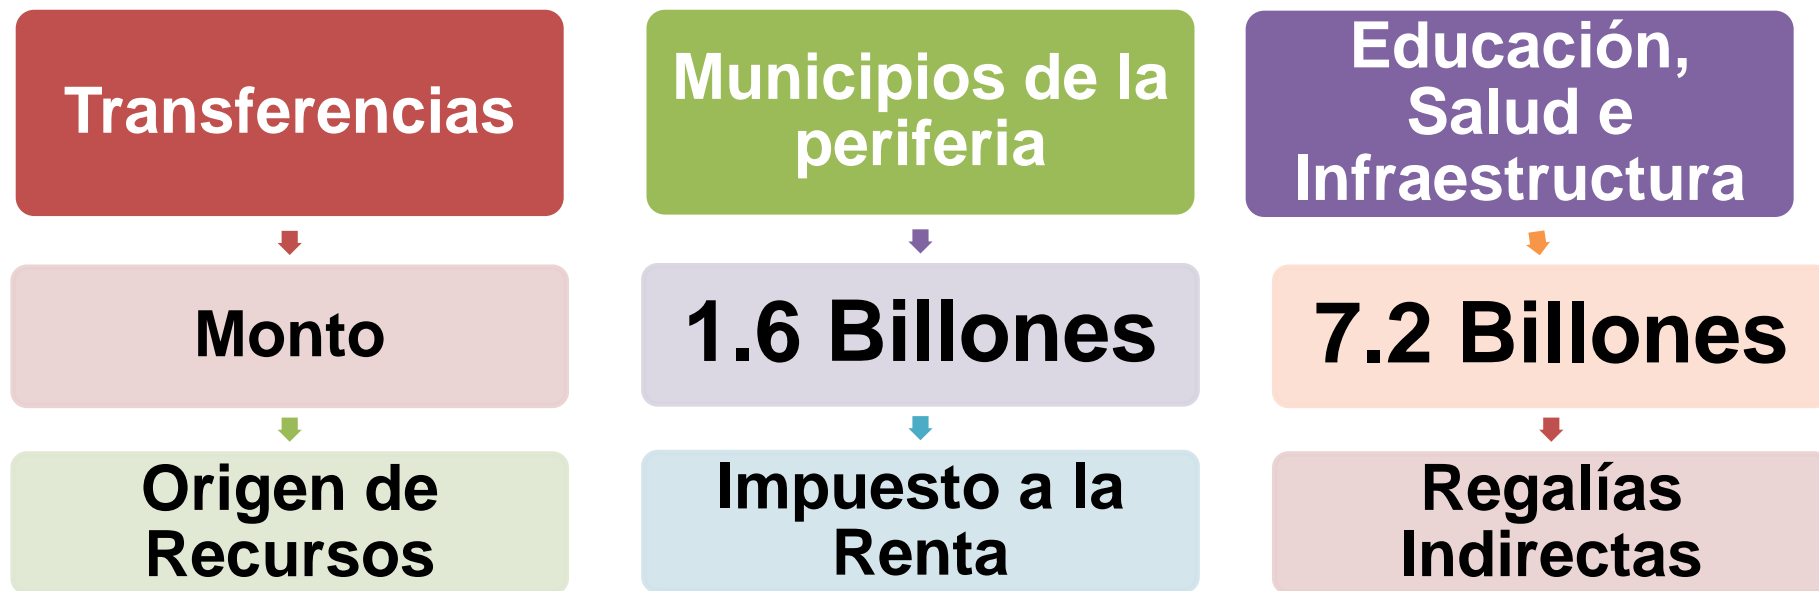 Transferencias
Monto
Origen de
Recursos
Municipios de la
periferia
1.6 Billones
Impuesto a la
Renta
Educación,
Salud e
Infraestructura
7.2 Billones
Regalías
Indirectas